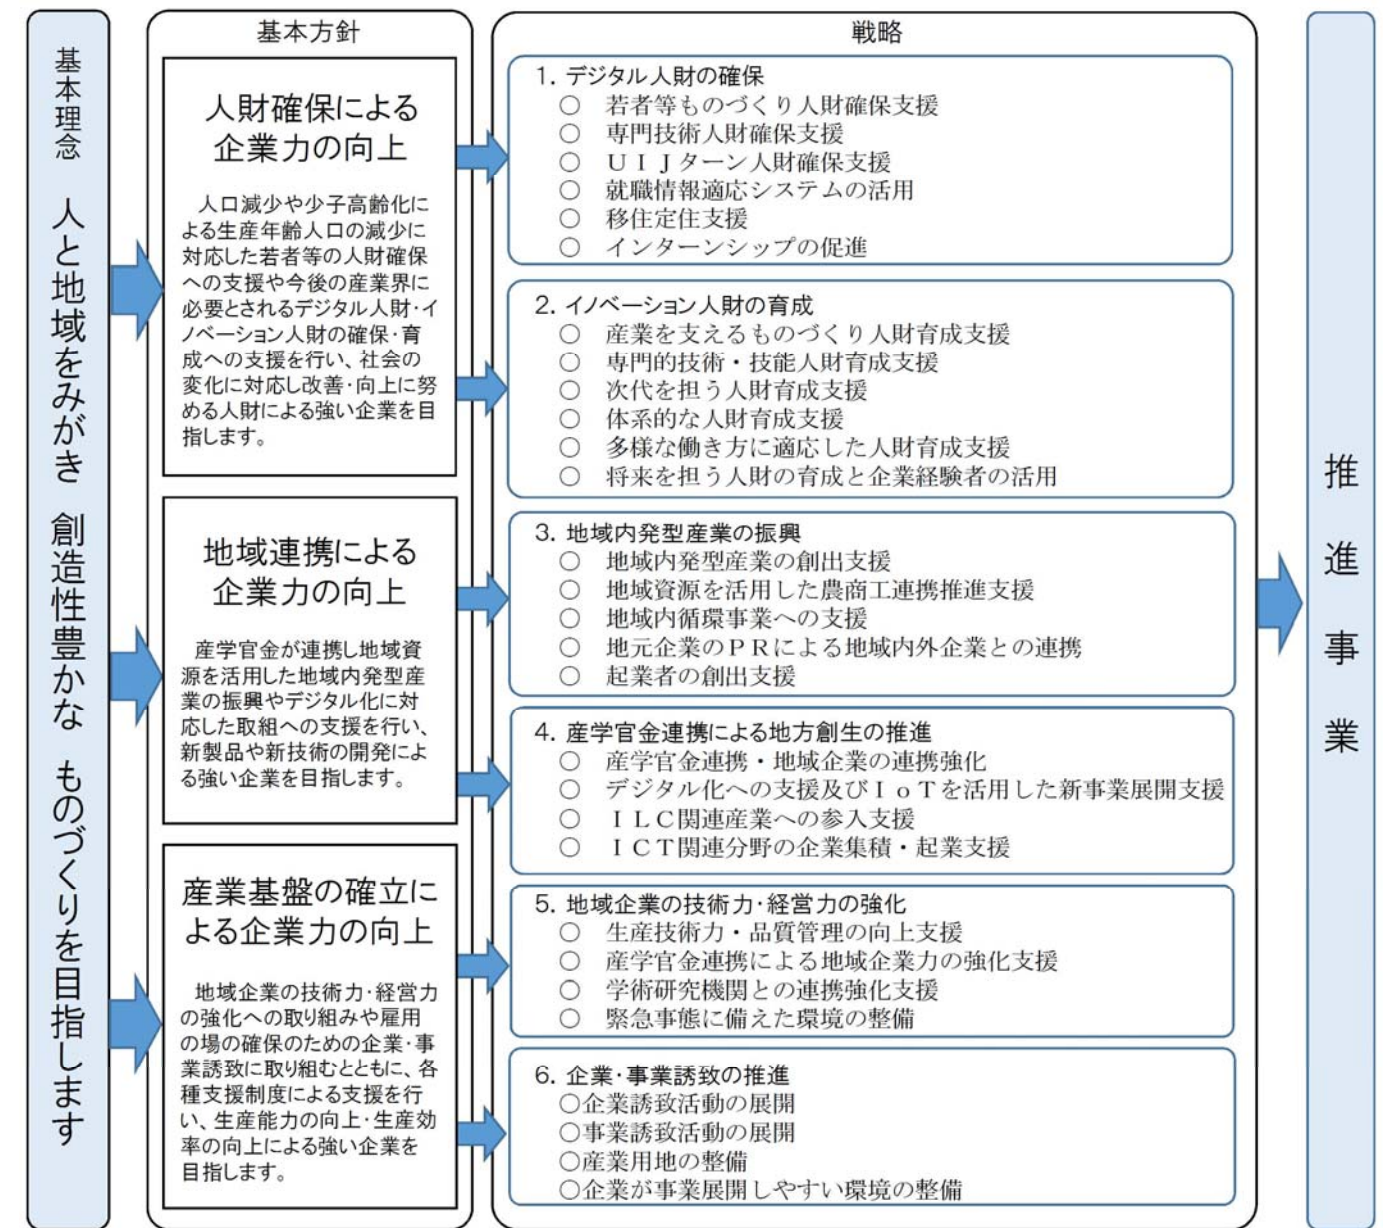 基本理念　人と地域をみがき　創造性豊かな　ものづくりを目指します
基本方針
人財確保による
企業力の向上
人口減少や少子高齢化に
よる生産年齢人口の減少に
対応した若者等の人財確保
への支援や今後の産業界に
必要とされるデジタル人財･イ
ノベーション人財の確保･育
成への支援を行い、社会の
変化に対応し改善･向上に努
める人財による強い企業を目
指します。
地域連携による
企業力の向上
産学官金が連携し地域資
源を活用した地域内発型産
業の振興やデジタル化に対
応した取組への支援を行い、
新製品や新技術の開発によ
る強い企業を目指します。
産業基盤の確立に
よる企業力の向上
地域企業の技術力･経営力
の強化への取り組みや雇用
の場の確保のための企業･事
業誘致に取り組むとともに、各
種支援制度による支援を行
い、生産能力の向上･生産効
率の向上による強い企業を
目指します。
戦略
1．デジタル人財の確保
○　若者等ものづくり人財確保支援
○　専門技術人財確保支援
○　ＵＩＪターン人財確保支援
○　就職情報適応システムの活用
○　移住定住支援
○　インターンシップの促進
2．イノベーション人財の育成
○　産業を支えるものづくり人財育成支援
○　専門的技術・技能人財育成支援
○　次代を担う人財育成支援
○　体系的な人財育成支援
○　多様な働き方に適応した人財育成支援
○　将来を担う人財の育成と企業経験者の活用
3．地域内発型産業の振興
○　地域内発型産業の創出支援
○　地域資源を活用した農商工連携推進支援
○　地域内循環事業への支援
○　地元企業のＰＲによる地域内外企業との連携
○　起業者の創出支援
4．産学官金連携による地方創生の推進
○　産学官金連携・地域企業の連携強化
○　デジタル化への支援及びＩｏＴを活用した新事業展開支援
○　ＩＬＣ関連産業への参入支援
○　ＩＣＴ関連分野の企業集積・起業支援
5．地域企業の技術力･経営力の強化
○　生産技術力・品質管理の向上支援
○　産学官金連携による地域企業力の強化支援
○　学術研究機関との連携強化支援
○　緊急事態に備えた環境の整備
6．企業･事業誘致の推進
○企業誘致活動の展開
○事業誘致活動の展開
○産業用地の整備
○企業が事業展開しやすい環境の整備
推進事業